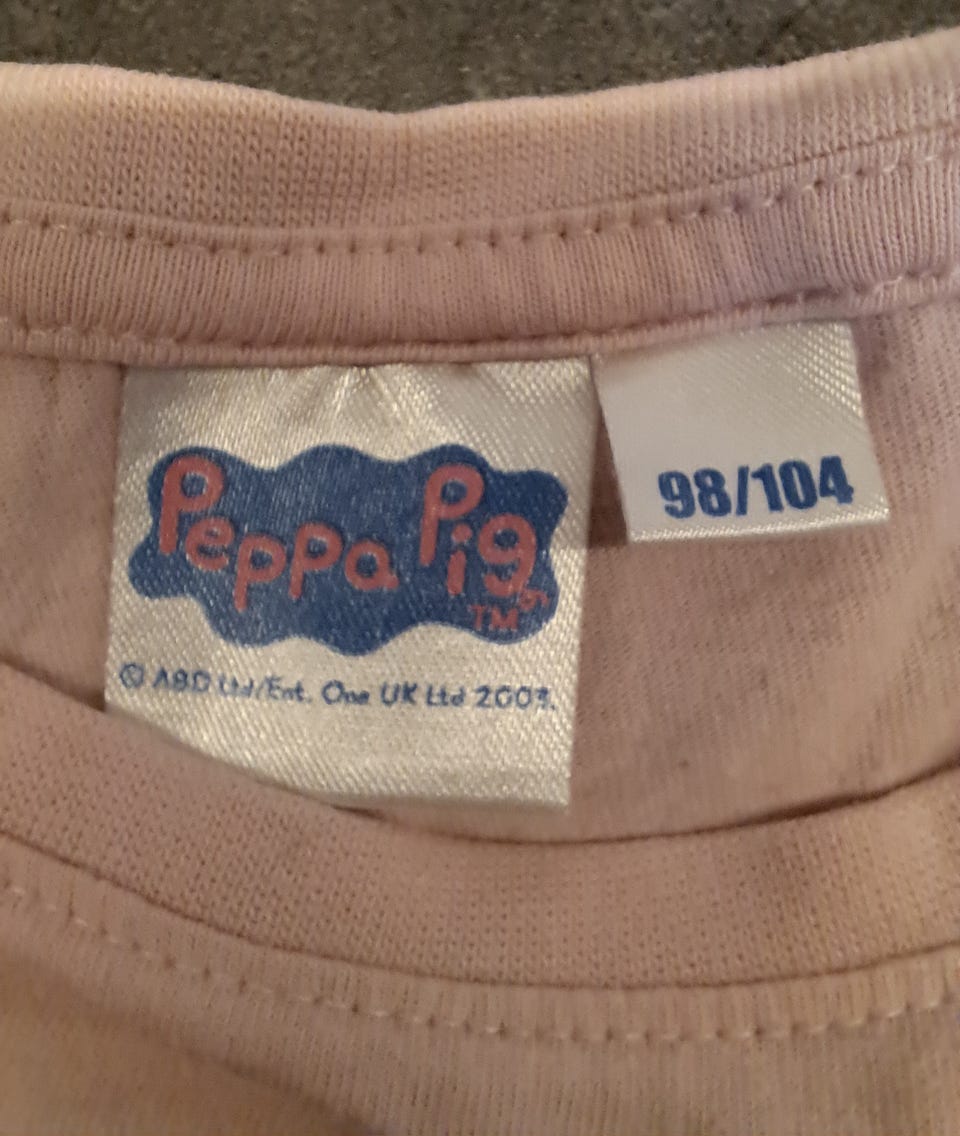 Peppa Pig
TM
© ABD Ltd/Ent. One UK Ltd 2003.
98/104